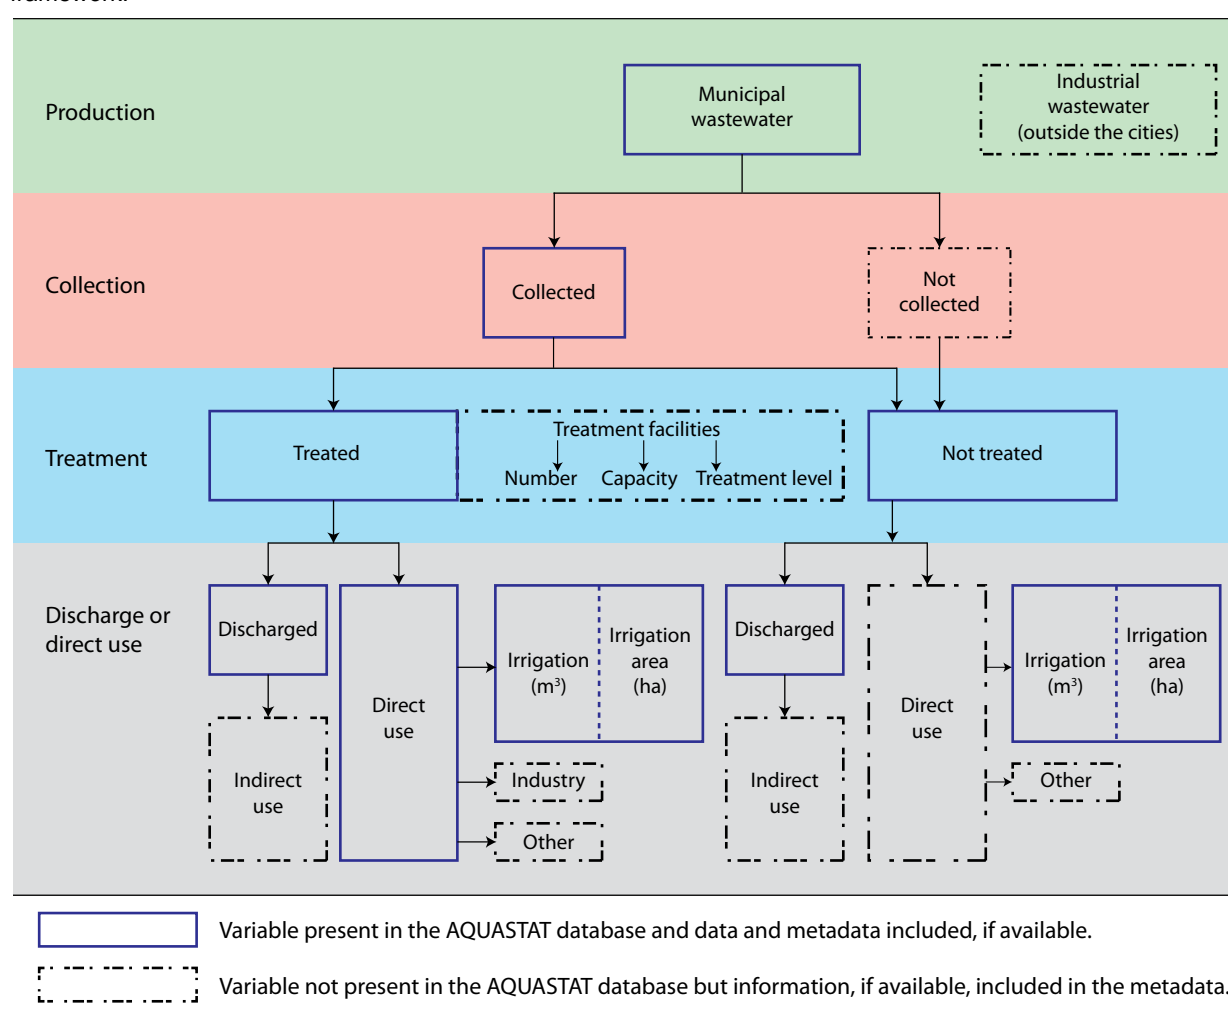 framework.
Production
Municipal
wastewater
Industrial
wastewater
(outside the cities)
Collection
Collected
Not
collected
Treatment
Treated
Treatment facilities
Number Capacity Treatment level
Not treated
Discharge or
direct use
Discharged
Indirect
use
Direct
use
Irrigation
(m³)
Irrigation
area
(ha)
Industry
Other
Discharged
Indirect
use
Direct
use
Irrigation
(m³)
Irrigation
area
(ha)
Other
Variable present in the AQUASTAT database and data and metadata included, if available.
Variable not present in the AQUASTAT database but information, if available, included in the metadata.